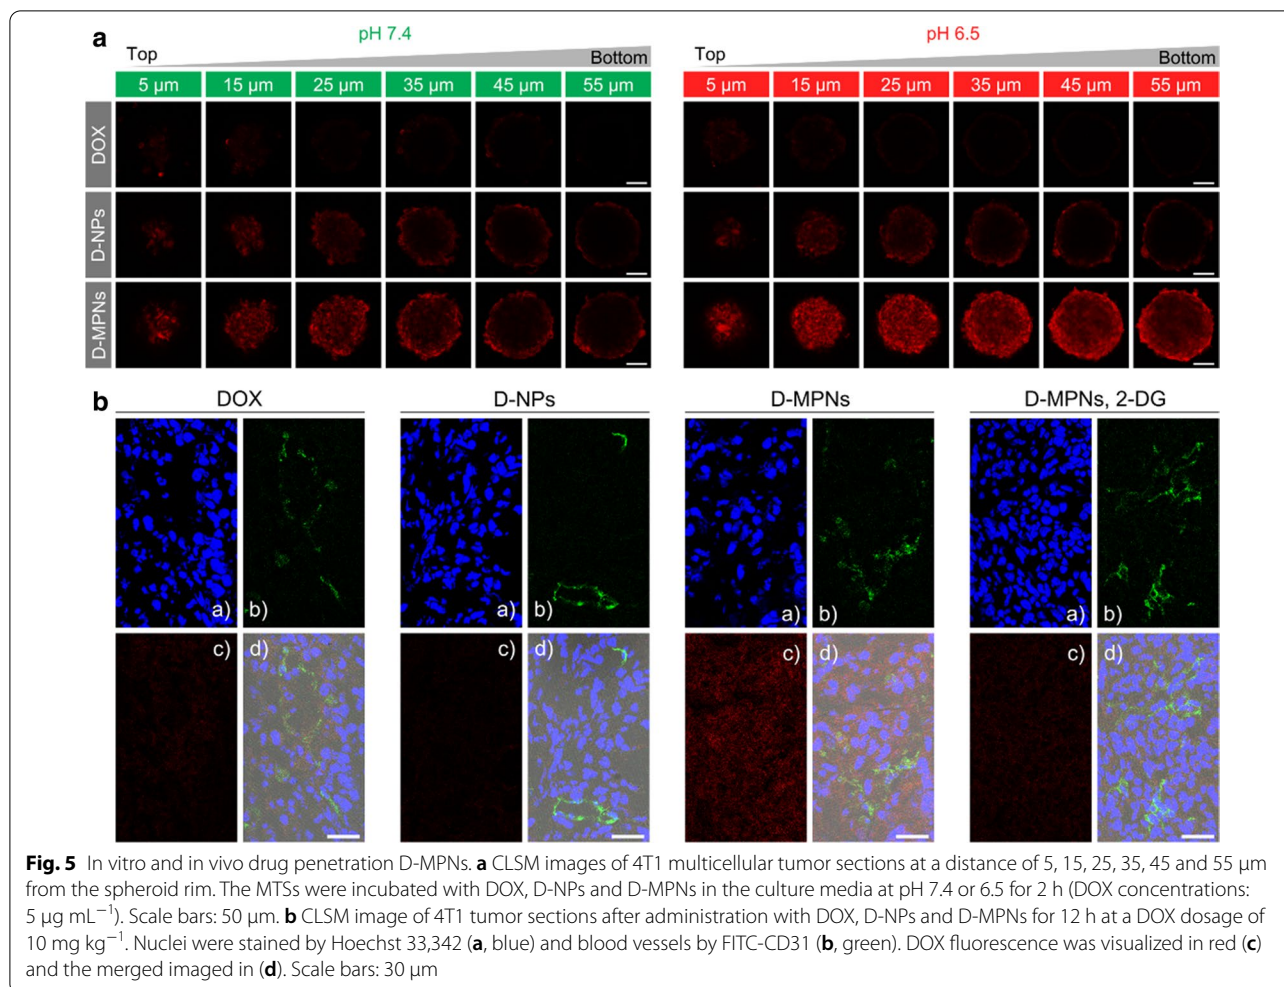 a
pH 7.4
pH 6.5
Top
Bottom
Top
Bottom
5 µm 15 µm 25 µm 35 µm 45 µm 55 µm
5 µm 15 µm 25 µm 35 µm 45 µm 55 µm
DOX
D-NPs
D-MPNs
b
DOX
D-NPs
D-MPNs
D-MPNs, 2-DG
a) b)
a) b)
a) b)
a) b)
c) d)
c) d)
c) d)
c) d)
Fig. 5 In vitro and in vivo drug penetration D-MPNs. a CLSM images of 4T1 multicellular tumor sections at a distance of 5, 15, 25, 35, 45 and 55 µm
from the spheroid rim. The MTSs were incubated with DOX, D-NPs and D-MPNs in the culture media at pH 7.4 or 6.5 for 2 h (DOX concentrations:
5 µg mL⁻¹). Scale bars: 50 µm. b CLSM image of 4T1 tumor sections after administration with DOX, D-NPs and D-MPNs for 12 h at a DOX dosage of
10 mg kg⁻¹. Nuclei were stained by Hoechst 33,342 (a, blue) and blood vessels by FITC-CD31 (b, green). DOX fluorescence was visualized in red (c)
and the merged imaged in (d). Scale bars: 30 µm